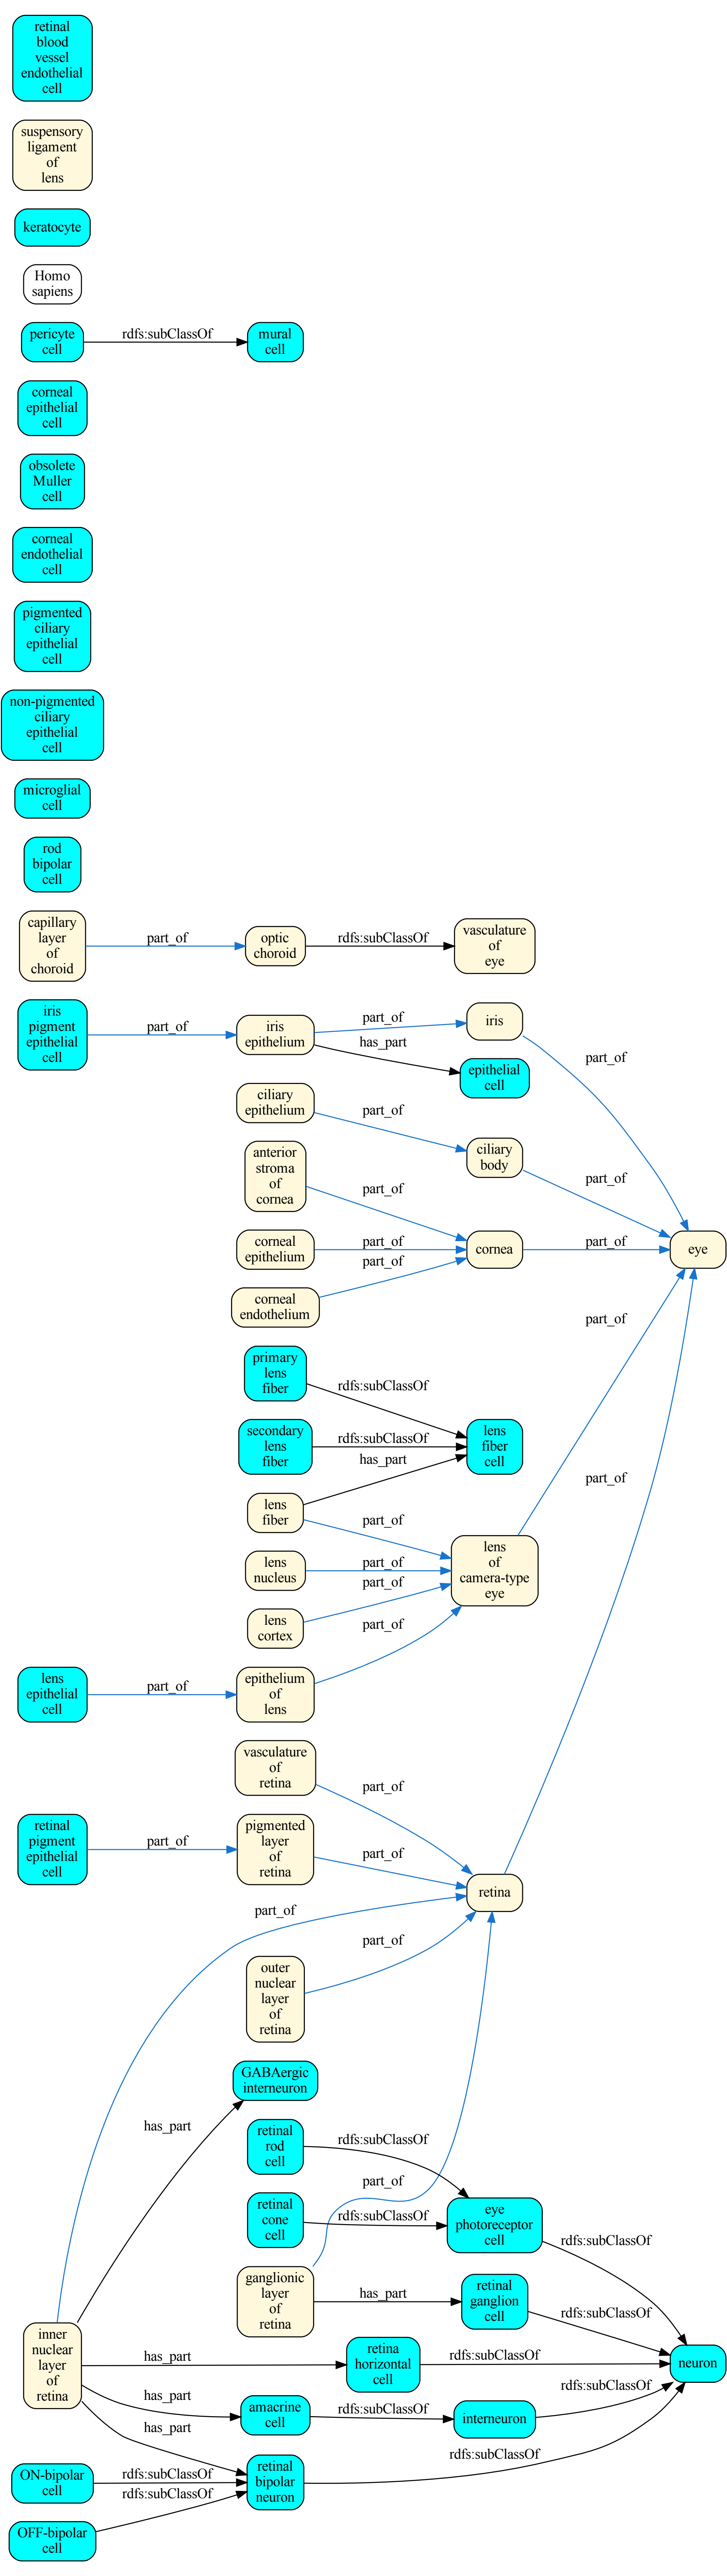 retinal
blood
vessel
endothelial
cell
suspensory
ligament
of
lens
keratocyte
Homo
sapiens
pericyte
cell
rdfs:subClassOf
mural
cell
corneal
epithelial
cell
obsolete
Muller
cell
corneal
endothelial
cell
pigmented
ciliary
epithelial
cell
non-pigmented
ciliary
epithelial
cell
microglial
cell
rod
bipolar
cell
capillary
layer
of
choroid
part_of
optic
choroid
rdfs:subClassOf
vasculature
of
eye
iris
pigment
epithelial
cell
part_of
iris
epithelium
part_of
iris
has_part
epithelial
cell
part_of
ciliary
epithelium
part_of
ciliary
body
part_of
anterior
stroma
of
cornea
part_of
corneal
epithelium
part_of
cornea
part_of
eye
corneal
endothelium
part_of
primary
lens
fiber
rdfs:subClassOf
secondary
lens
fiber
rdfs:subClassOf
lens
fiber
cell
has_part
lens
fiber
part_of
lens
nucleus
part_of
lens
of
camera-type
eye
part_of
lens
cortex
part_of
lens
epithelial
cell
part_of
epithelium
of
lens
part_of
vasculature
of
retina
part_of
retinal
pigment
epithelial
cell
part_of
pigmented
layer
of
retina
part_of
retina
part_of
part_of
outer
nuclear
layer
of
retina
part_of
GABAergic
interneuron
has_part
retinal
rod
cell
rdfs:subClassOf
retinal
cone
cell
rdfs:subClassOf
eye
photoreceptor
cell
rdfs:subClassOf
part_of
ganglionic
layer
of
retina
has_part
retinal
ganglion
cell
rdfs:subClassOf
inner
nuclear
layer
of
retina
has_part
retina
horizontal
cell
rdfs:subClassOf
neuron
has_part
amacrine
cell
rdfs:subClassOf
interneuron
rdfs:subClassOf
has_part
ON-bipolar
cell
rdfs:subClassOf
retinal
bipolar
neuron
rdfs:subClassOf
OFF-bipolar
cell
rdfs:subClassOf